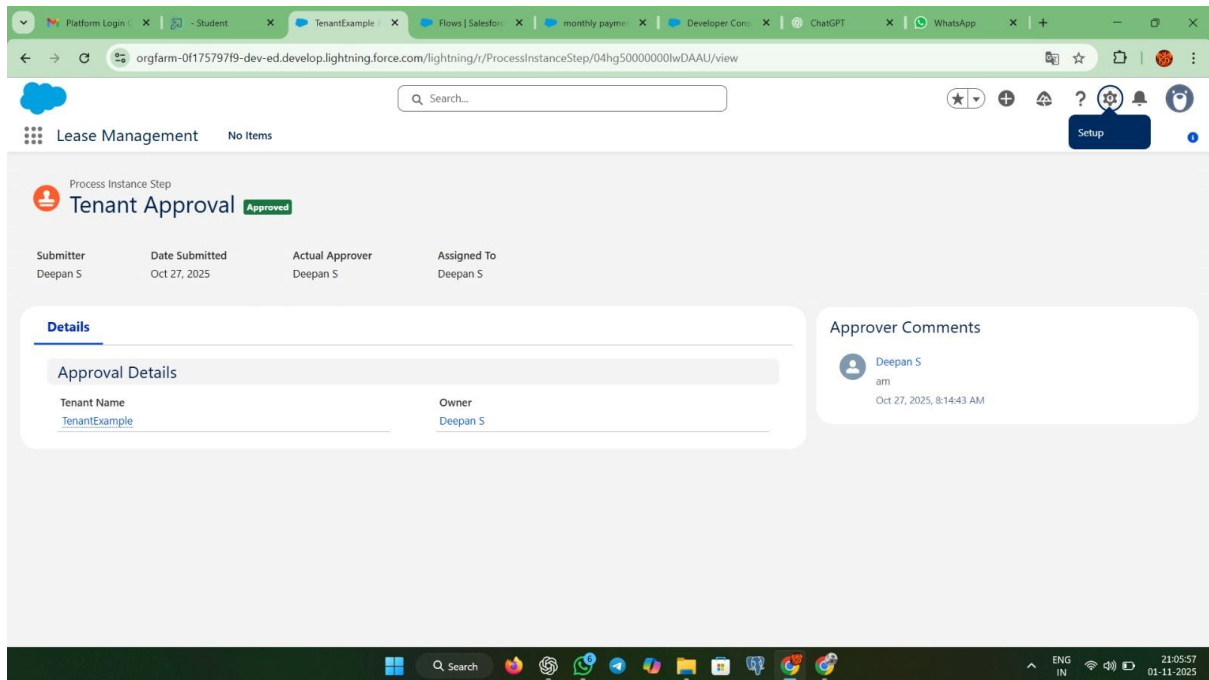 Platform Login C
- Student
TenantExample /
Flows | Salesforc
monthly paymen
Developer Cons
ChatGPT
WhatsApp
orgfarm-0f175797f9-dev-ed.develop.lightning.force.com/lightning/r/ProcessInstanceStep/04hg50000000IwDAAU/view
Search...
Lease Management
No Items
Setup
Process Instance Step
Tenant Approval Approved
Submitter
Date Submitted
Actual Approver
Assigned To
Deepan S
Oct 27, 2025
Deepan S
Deepan S
Details
Approver Comments
Approval Details
Deepan S
am
Oct 27, 2025, 8:14:43 AM
Tenant Name
Owner
TenantExample
Deepan S
Search
ENG
IN
21:05:57
01-11-2025